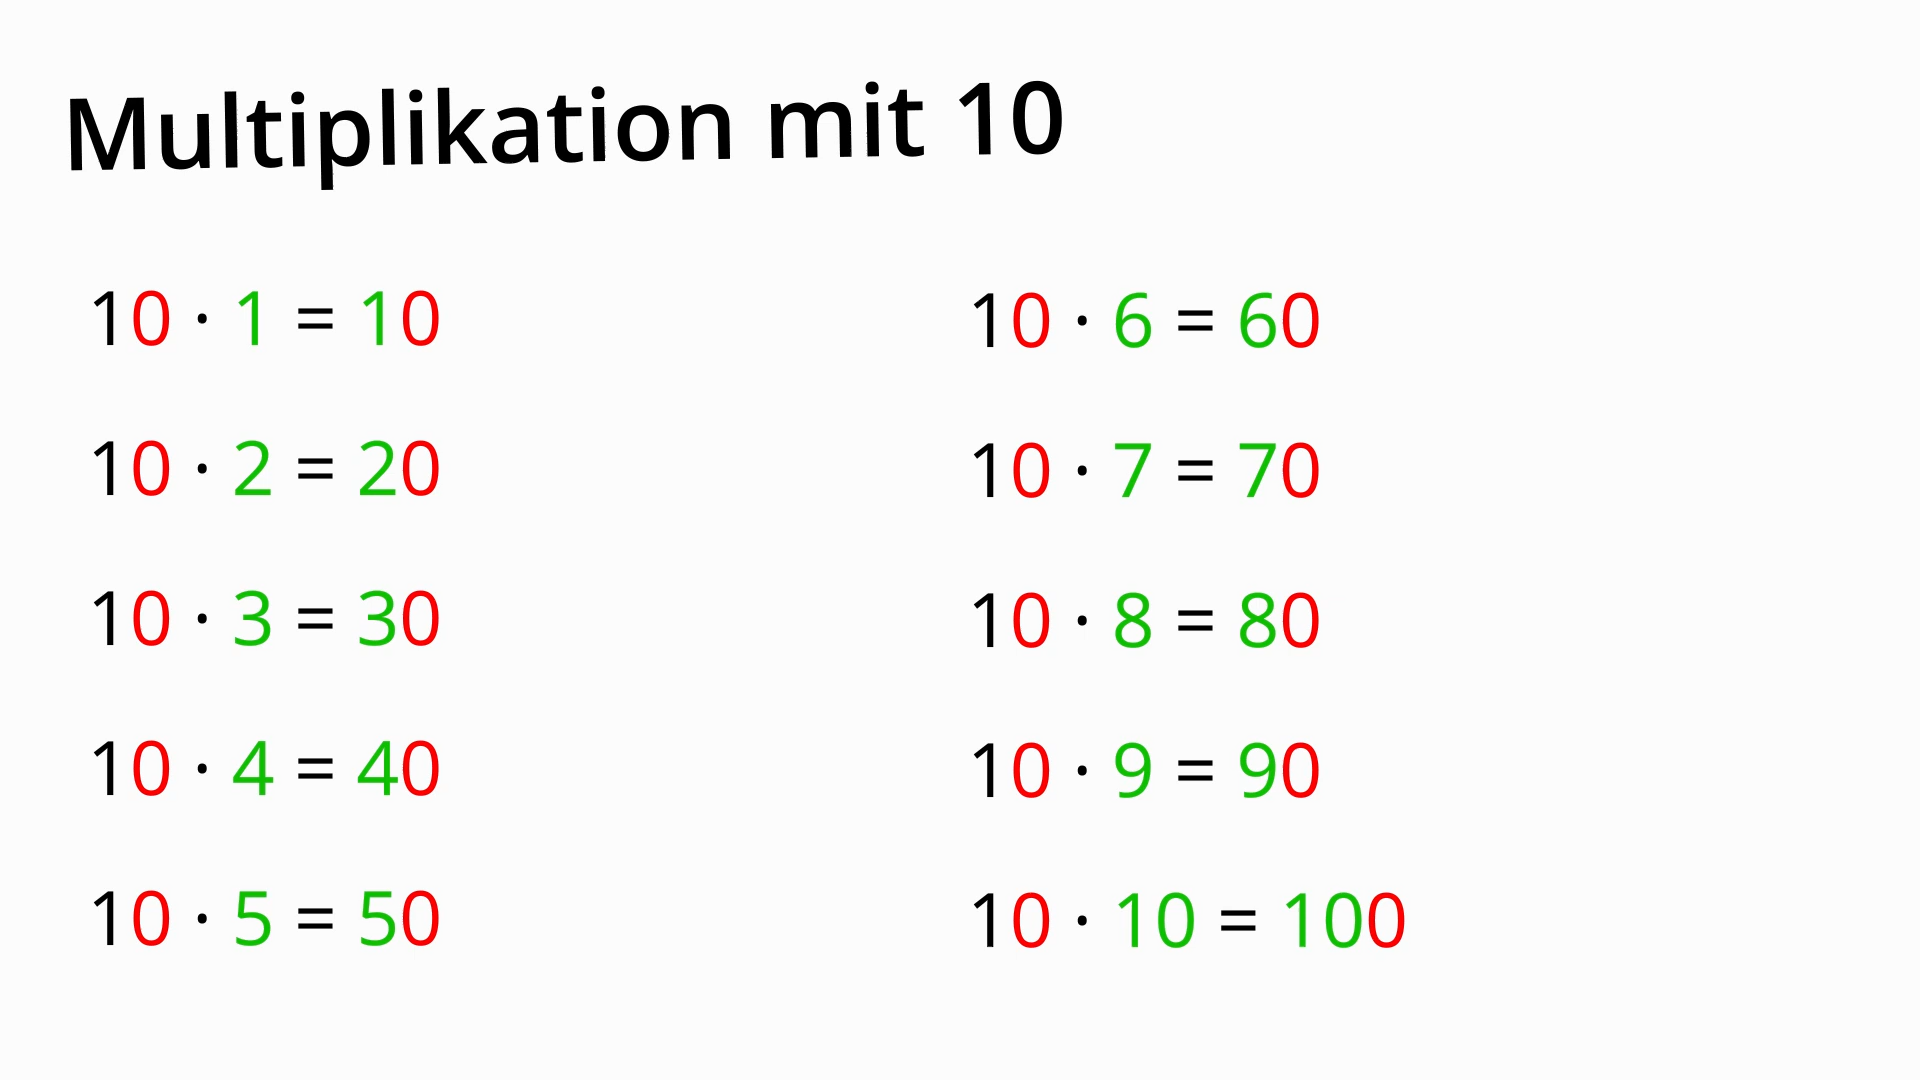 Multiplikation mit 10
10 · 1 = 10
10 · 2 = 20
10 · 3 = 30
10 · 4 = 40
10 · 5 = 50
10 · 6 = 60
10 · 7 = 70
10 · 8 = 80
10 · 9 = 90
10 · 10 = 100